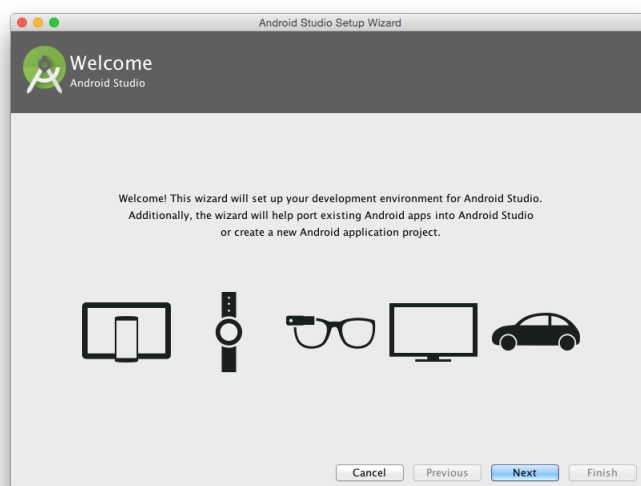 Android Studio Setup Wizard
Welcome
Android Studio
Welcome! This wizard will set up your development environment for Android Studio.
Additionally, the wizard will help port existing Android apps into Android Studio
or create a new Android application project.
Cancel
Previous
Next
Finish